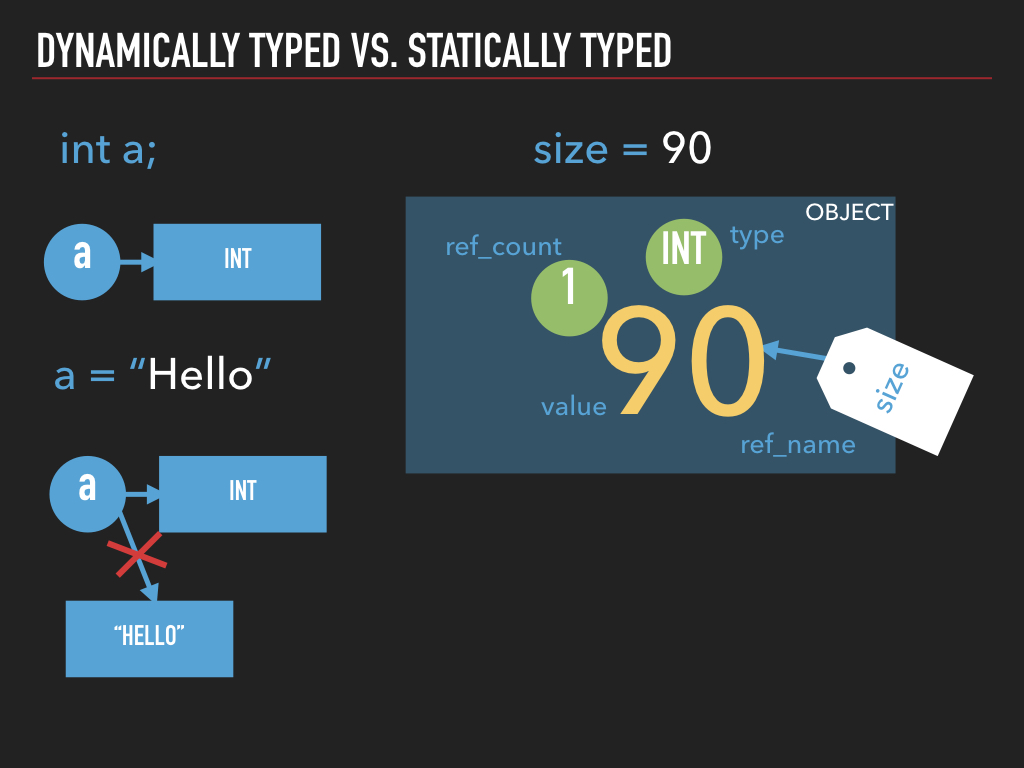 DYNAMICALLY TYPED VS. STATICALLY TYPED
int a;
a
INT
a = “Hello”
a
INT
“HELLO”
size = 90
OBJECT
ref_count
INT
type
1
90
value
size
ref_name